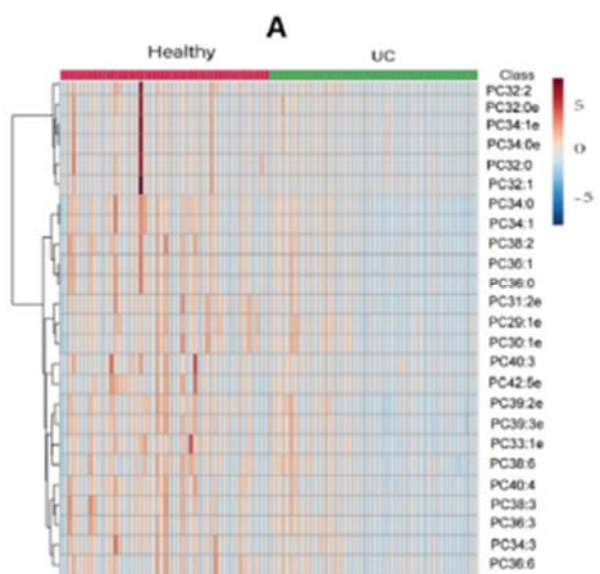 A
Healthy
UC
Class
PC32:2
PC32:0e
PC34:1e
PC34:0e
PC32:0
PC32:1
PC34:0
PC34:1
PC38:2
PC36:1
PC36:0
PC31:2e
PC29:1e
PC30:1e
PC40:3
PC42:5e
PC39:2e
PC39:3e
PC33:1e
PC38:6
PC40:4
PC38:3
PC36:3
PC34:3
PC36:6
5
0
-5